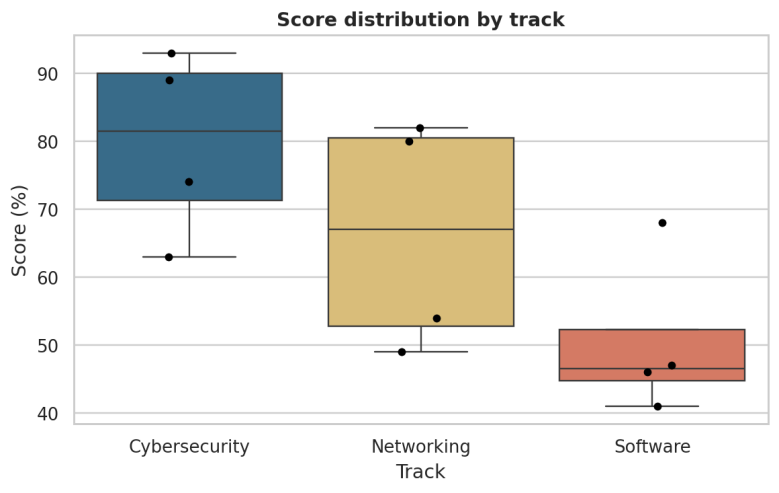 Score distribution by track
Score (%)
90
80
70
60
50
40
Cybersecurity
Networking
Software
Track